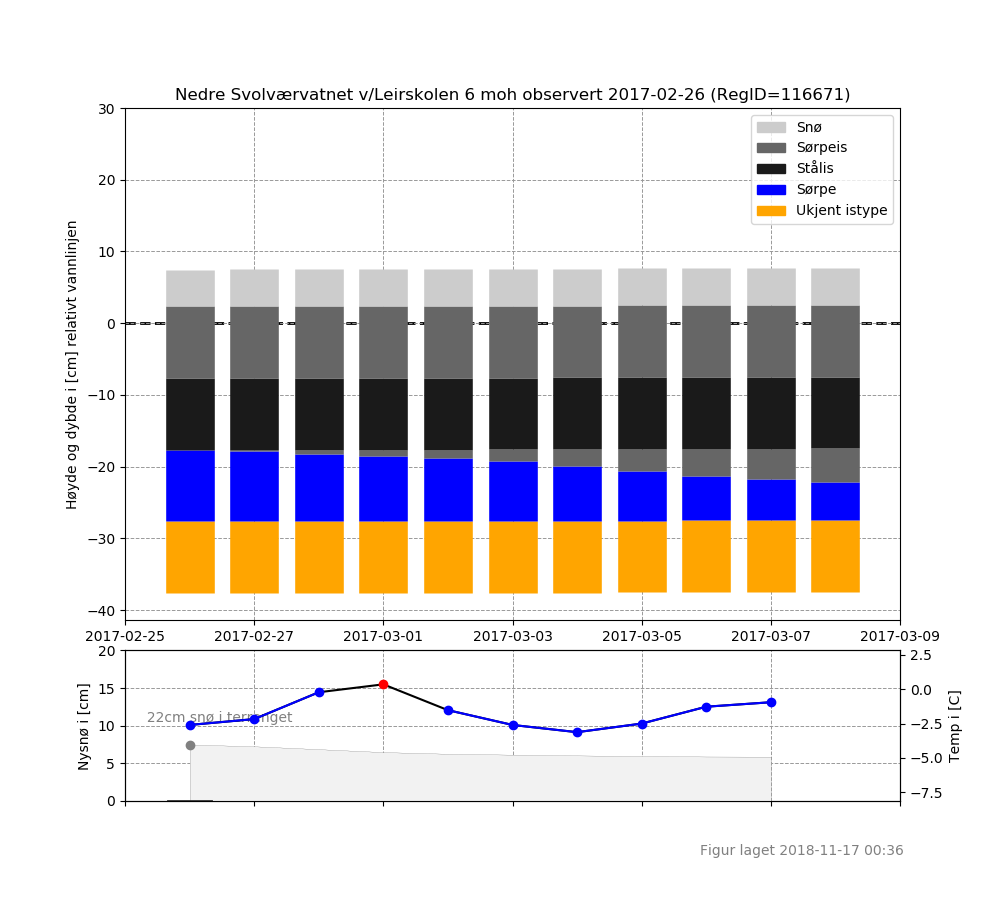 Nedre Svolværvatnet v/Leirskolen 6 moh observert 2017-02-26 (RegID=116671)
Høyde og dybde i [cm] relativt vannlinjen
30
20
10
0
−10
−20
−30
−40
Snø
Sørpeis
Stålis
Sørpe
Ukjent istype
2017-02-25
2017-02-27
2017-03-01
2017-03-03
2017-03-05
2017-03-07
2017-03-09
Nysnø i [cm]
20
15
10
5
0
22cm snø i terrenget
2.5
0.0
−2.5
−5.0
−7.5
Temp i [C]
Figur laget 2018-11-17 00:36